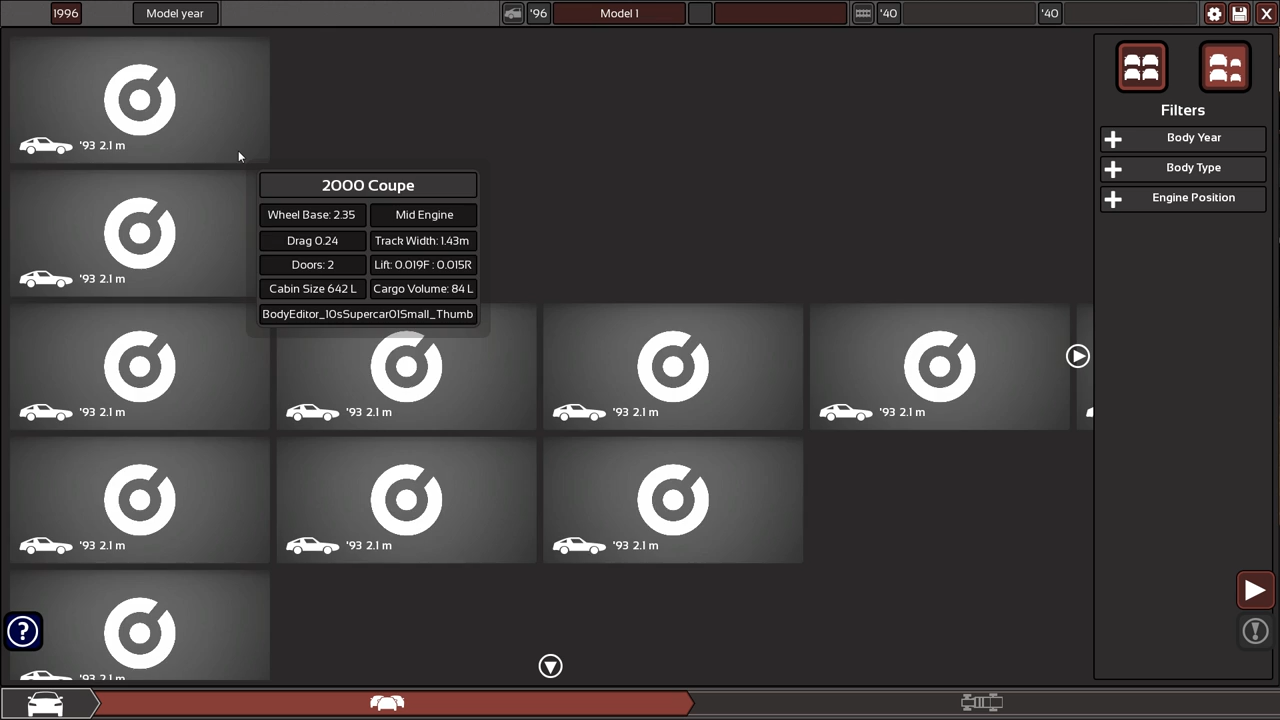 1996 Model year '96 Model 1 '40 '40
'93 2.1 m
Filters
Body Year
Body Type
Engine Position
2000 Coupe
Wheel Base: 2.35 Mid Engine
Drag 0.24 Track Width: 1.43m
Doors: 2 Lift: 0.019F : 0.015R
Cabin Size 642 L Cargo Volume: 84 L
BodyEditor_10sSupercar01Small_Thumb
'93 2.1 m
'93 2.1 m '93 2.1 m '93 2.1 m '93 2.1 m
'93 2.1 m '93 2.1 m '93 2.1 m
'93 2.1 m
?